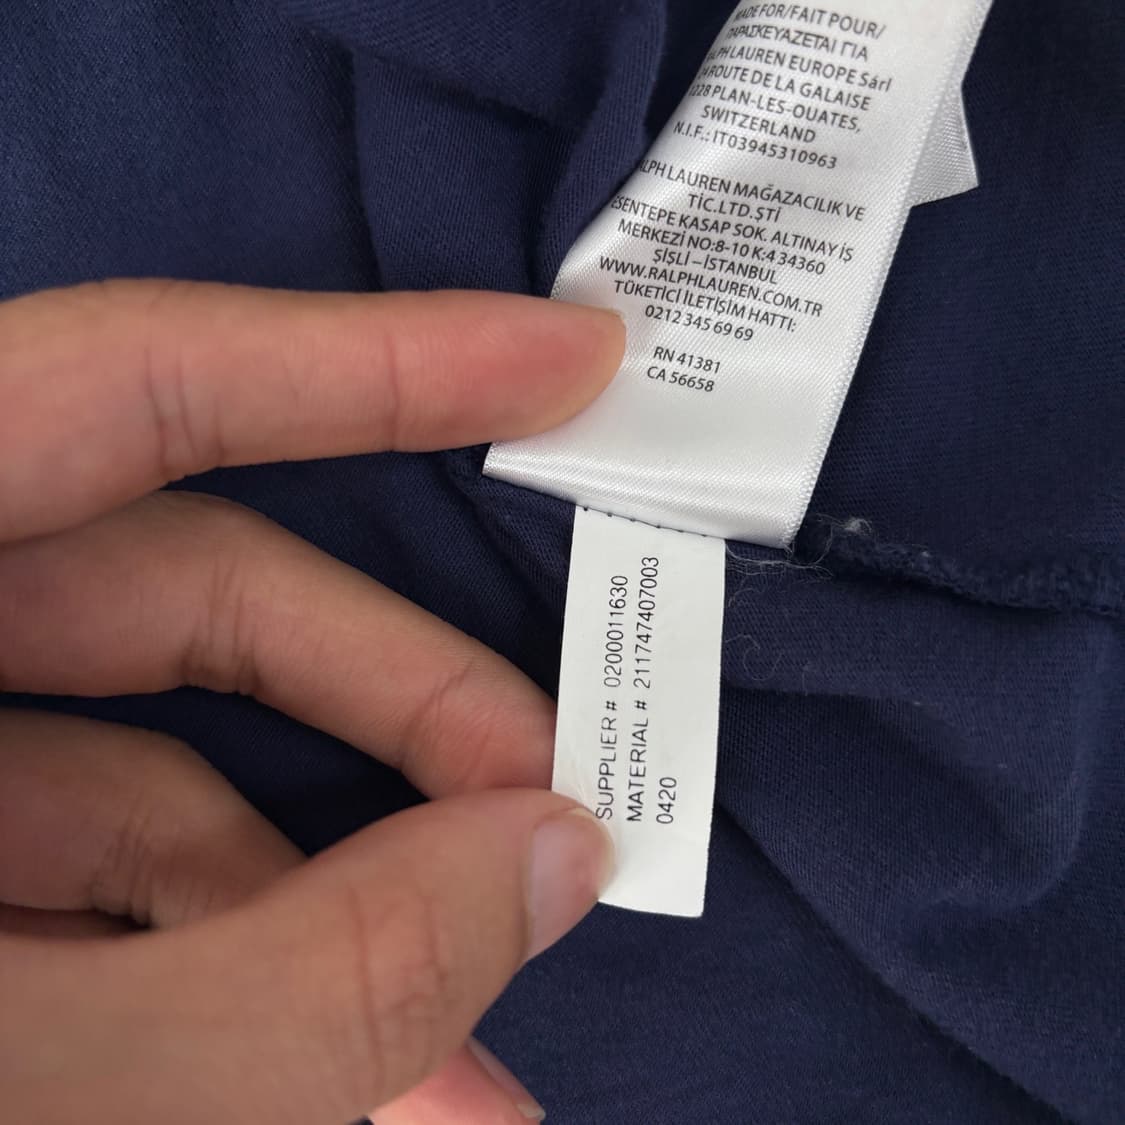 MADE FOR/FAIT POUR/
ΠΑΡΑΣΚΕΥΑΖΕΤΑΙ ΓΙΑ
RALPH LAUREN EUROPE Sárl
ROUTE DE LA GALAISE
1228 PLAN-LES-OUATES,
SWITZERLAND
N.I.F.: IT03945310963
RALPH LAUREN MAĞAZACILIK VE
TİC.LTD.ŞTİ
ESENTEPE KASAP SOK. ALTINAY İŞ
MERKEZİ NO:8-10 K:4 34360
ŞİŞLİ – İSTANBUL
WWW.RALPHLAUREN.COM.TR
TÜKETİCİ İLETİŞİM HATTI:
0212 345 69 69
RN 41381
CA 56658
SUPPLIER # 0200011630
MATERIAL # 211747407003
0420